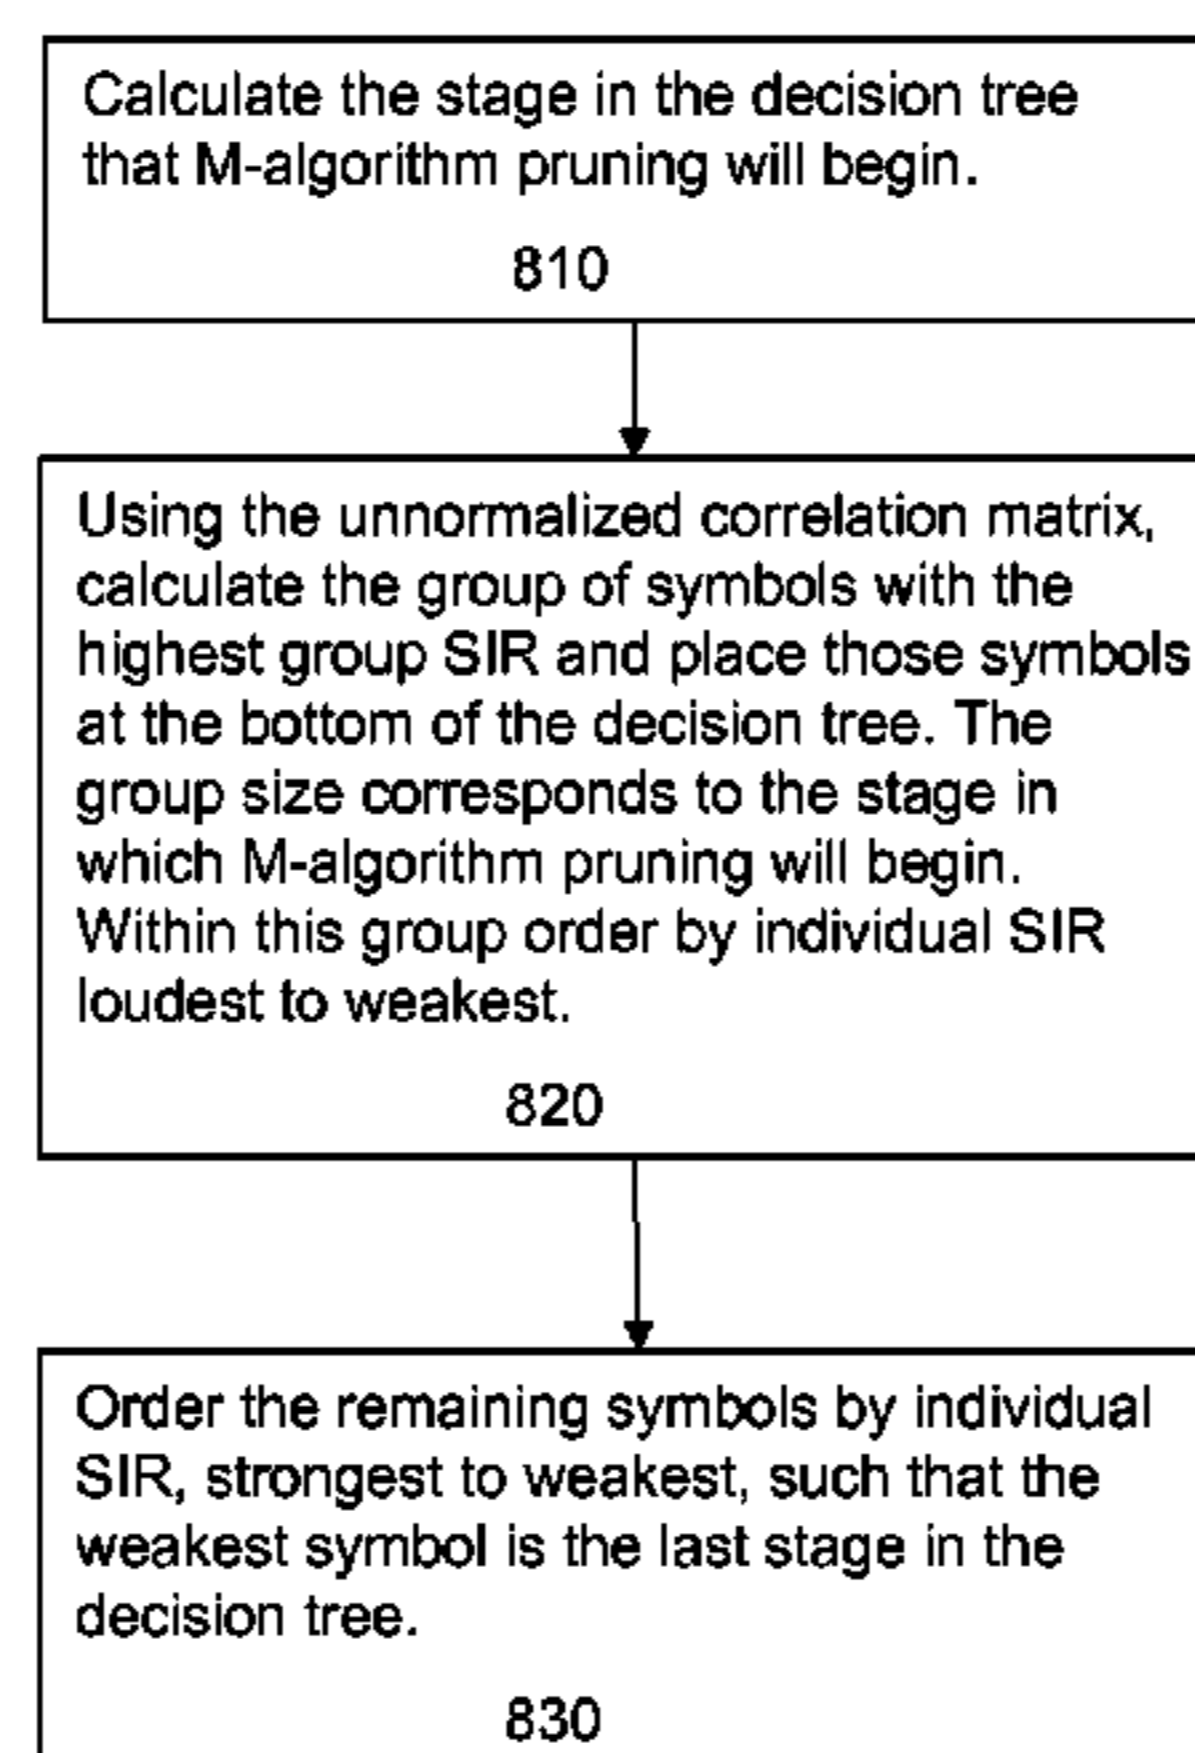 Calculate the stage in the decision tree
that M-algorithm pruning will begin.
810
Using the unnormalized correlation matrix,
calculate the group of symbols with the
highest group SIR and place those symbols
at the bottom of the decision tree. The
group size corresponds to the stage in
which M-algorithm pruning will begin.
Within this group order by individual SIR
loudest to weakest.
820
Order the remaining symbols by individual
SIR, strongest to weakest, such that the
weakest symbol is the last stage in the
decision tree.
830